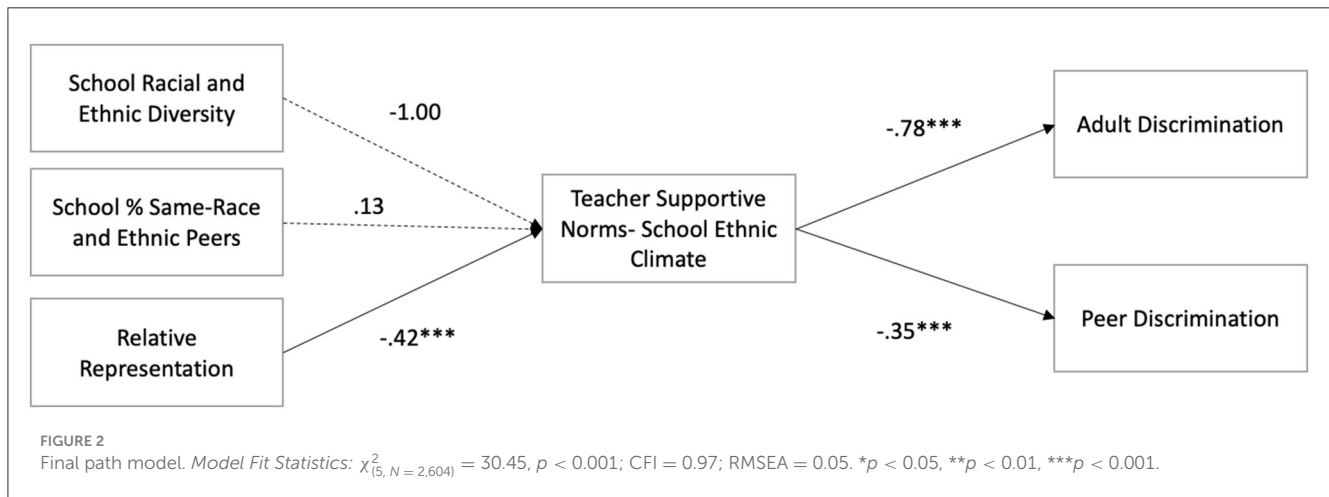 School Racial and
Ethnic Diversity
-1.00
School % Same-Race
and Ethnic Peers
.13
Relative
Representation
-.42***
Teacher Supportive
Norms- School Ethnic
Climate
-.78***
Adult Discrimination
-.35***
Peer Discrimination
FIGURE 2
Final path model. Model Fit Statistics: χ²(5, N = 2,604) = 30.45, p < 0.001; CFI = 0.97; RMSEA = 0.05. *p < 0.05, **p < 0.01, ***p < 0.001.